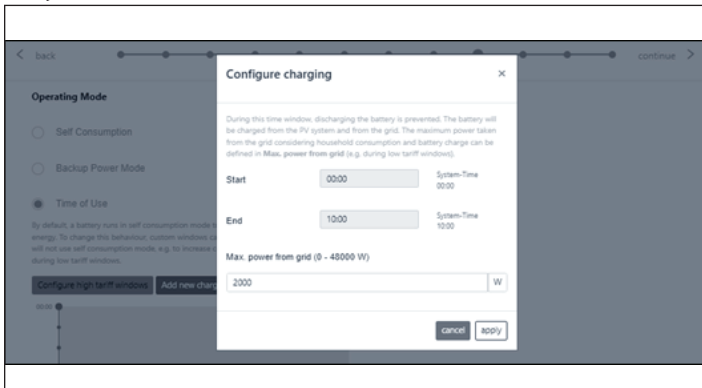 back
continue
Operating Mode
Self Consumption
Backup Power Mode
Time of Use
By default, a battery runs in self consumption mode
energy. To change this behaviour, custom windows
will not use self consumption mode, e.g. to increase
during low tariff windows.
Configure high tariff windows Add new charg
00:00
Configure charging ×
During this time window, discharging the battery is prevented. The battery will
be charged from the PV system and from the grid. The maximum power taken
from the grid considering household consumption and battery charge can be
defined in Max. power from grid (e.g. during low tariff windows).
Start 00:00 System-Time
00:00
End 10:00 System-Time
10:00
Max. power from grid (0 - 48000 W)
2000 W
cancel apply